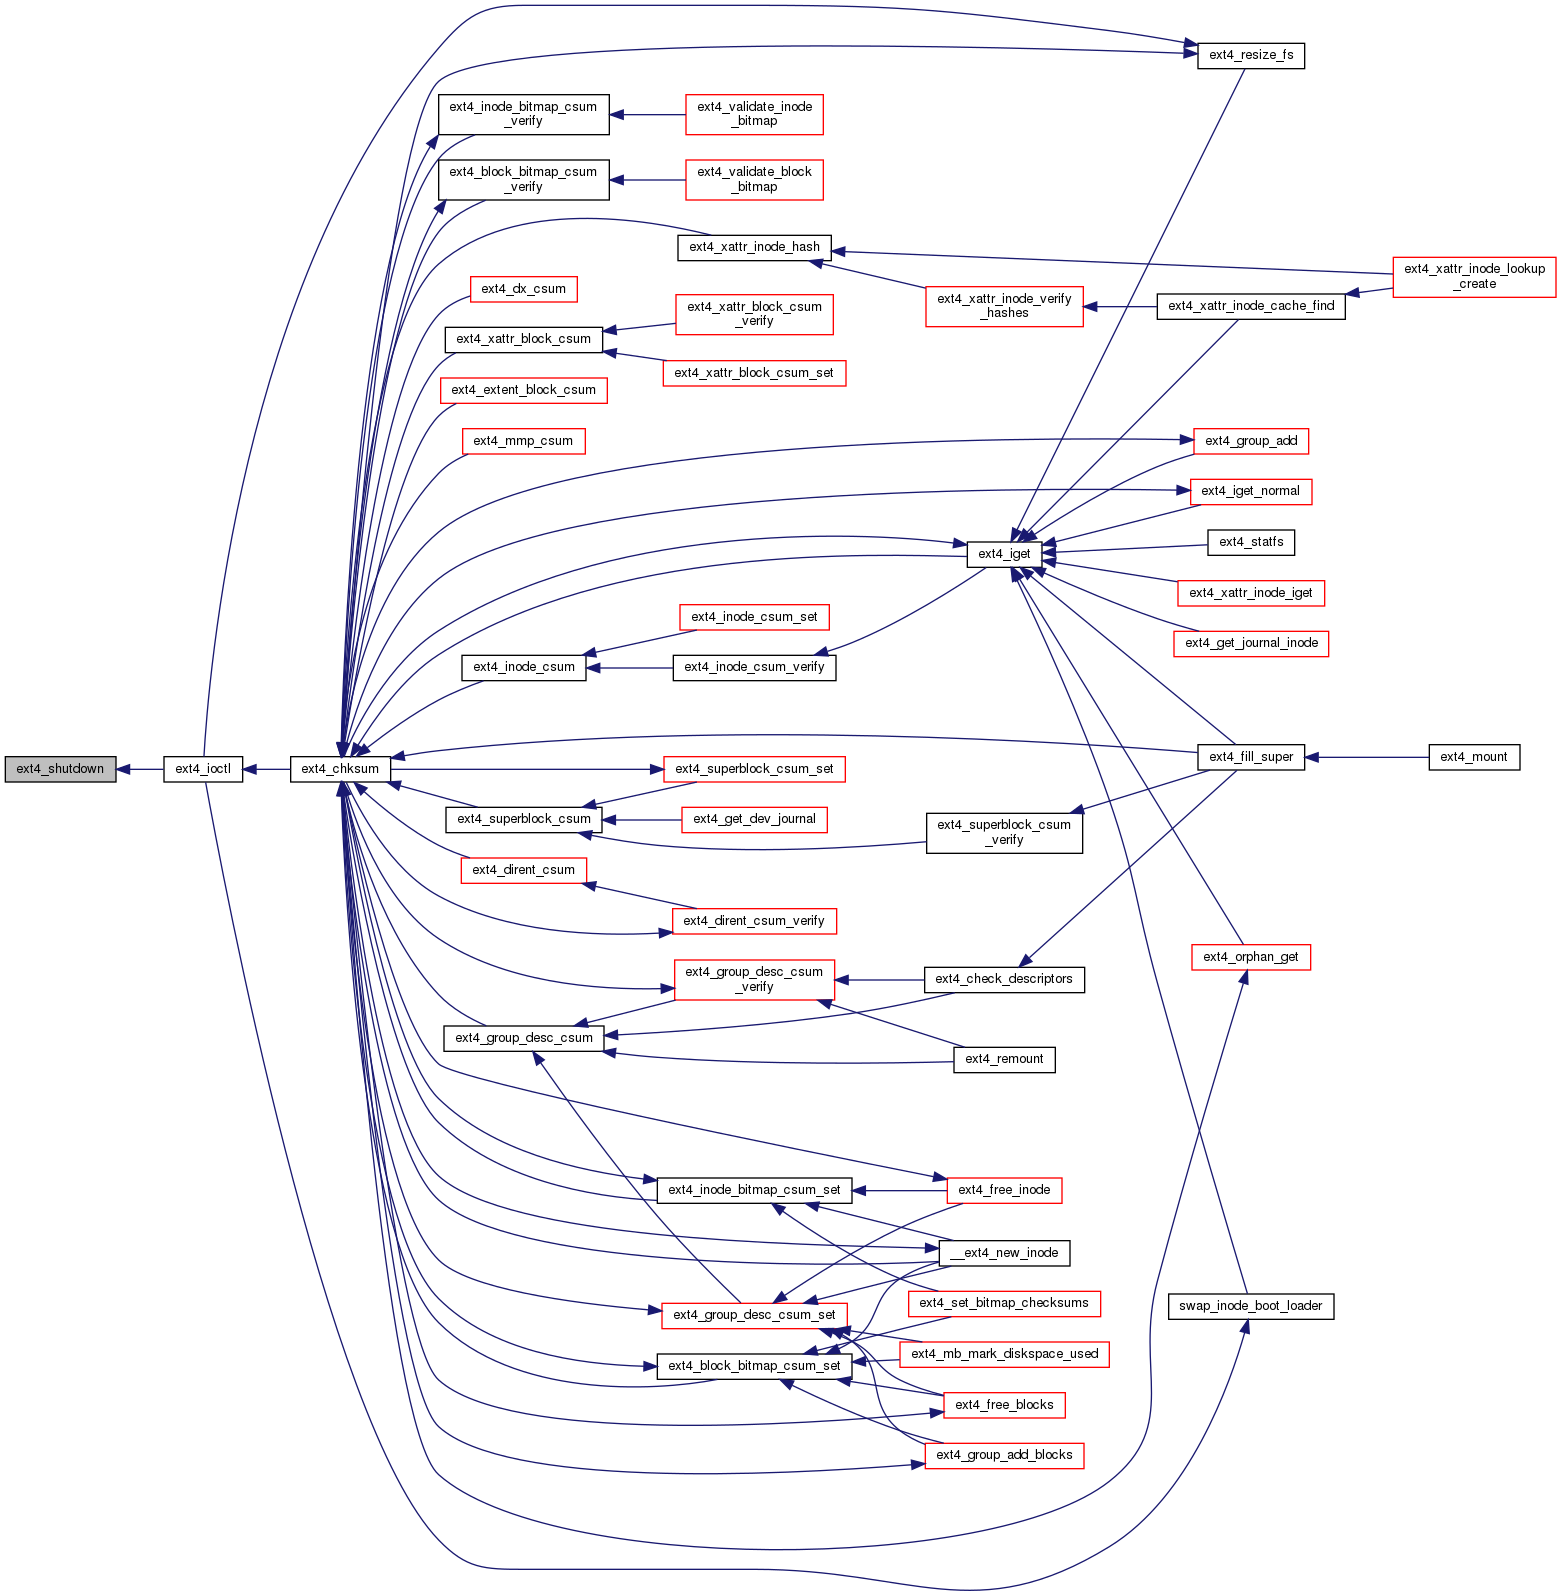 ext4_resize_fs
ext4_inode_bitmap_csum
_verify
ext4_validate_inode
_bitmap
ext4_block_bitmap_csum
_verify
ext4_validate_block
_bitmap
ext4_xattr_inode_hash
ext4_xattr_inode_lookup
_create
ext4_dx_csum
ext4_xattr_inode_verify
_hashes
ext4_xattr_inode_cache_find
ext4_xattr_block_csum
_verify
ext4_xattr_block_csum
ext4_xattr_block_csum_set
ext4_extent_block_csum
ext4_mmp_csum
ext4_group_add
ext4_iget_normal
ext4_statfs
ext4_iget
ext4_xattr_inode_iget
ext4_inode_csum_set
ext4_get_journal_inode
ext4_inode_csum
ext4_inode_csum_verify
ext4_fill_super
ext4_mount
ext4_shutdown
ext4_ioctl
ext4_chksum
ext4_superblock_csum_set
ext4_superblock_csum
ext4_get_dev_journal
ext4_superblock_csum
_verify
ext4_dirent_csum
ext4_dirent_csum_verify
ext4_orphan_get
ext4_group_desc_csum
_verify
ext4_check_descriptors
ext4_group_desc_csum
ext4_remount
ext4_inode_bitmap_csum_set
ext4_free_inode
__ext4_new_inode
ext4_set_bitmap_checksums
swap_inode_boot_loader
ext4_group_desc_csum_set
ext4_mb_mark_diskspace_used
ext4_block_bitmap_csum_set
ext4_free_blocks
ext4_group_add_blocks